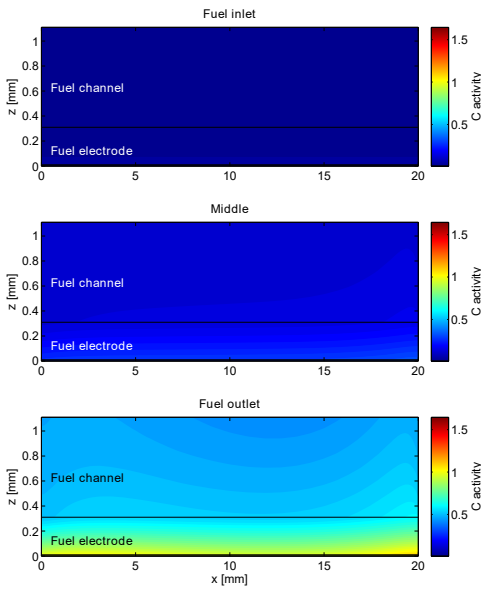 Fuel inlet
1
0.8
0.6
0.4
0.2
0
z [mm]
Fuel channel
Fuel electrode
0 5 10 15 20
1.5
1
0.5
C activity
Middle
1
0.8
0.6
0.4
0.2
0
z [mm]
Fuel channel
Fuel electrode
0 5 10 15 20
1.5
1
0.5
C activity
Fuel outlet
1
0.8
0.6
0.4
0.2
0
z [mm]
Fuel channel
Fuel electrode
0 5 10 15 20
x [mm]
1.5
1
0.5
C activity